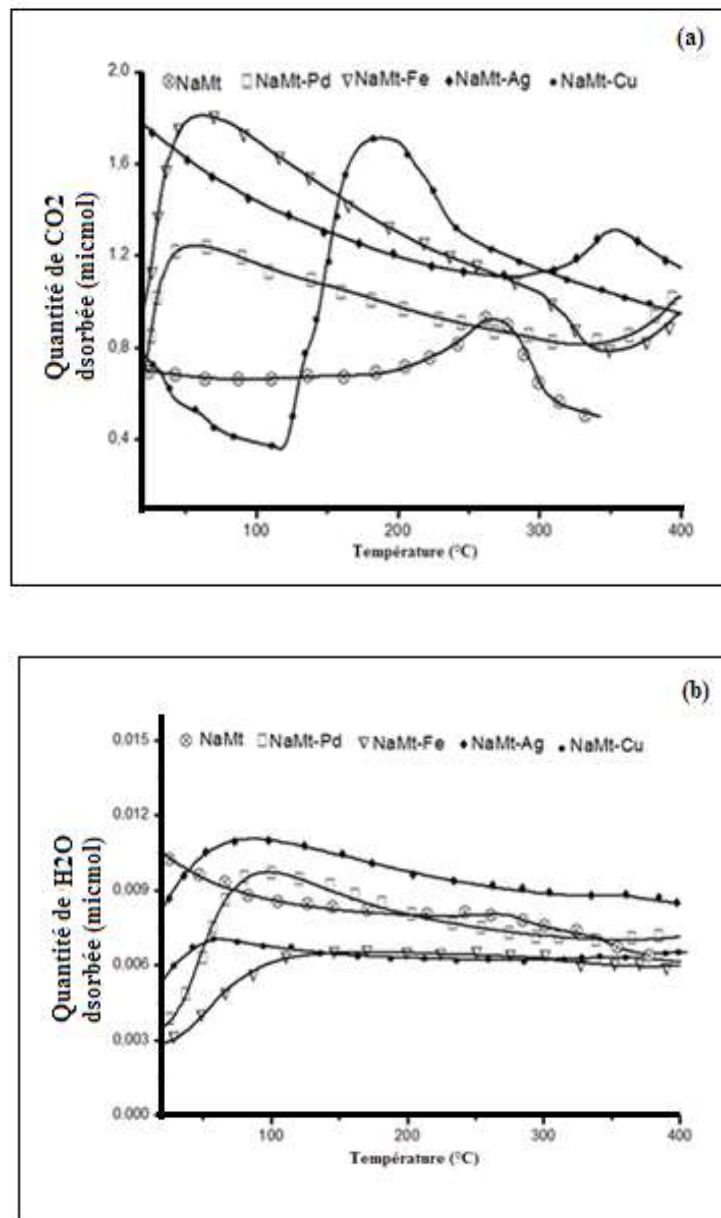 (a)
NaMt NaMt-Pd NaMt-Fe NaMt-Ag NaMt-Cu
2.0
1.6
1.2
0.8
0,4
Quantité de CO2
dsorbée (micmol)
100 200 300 400
Température (°C)
(b)
NaMt NaMt-Pd NaMt-Fe NaMt-Ag NaMt-Cu
0.015
0.012
0.009
0.006
0.003
0.000
Quantité de H2O
dsorbée (micmol)
100 200 300 400
Température (°C)